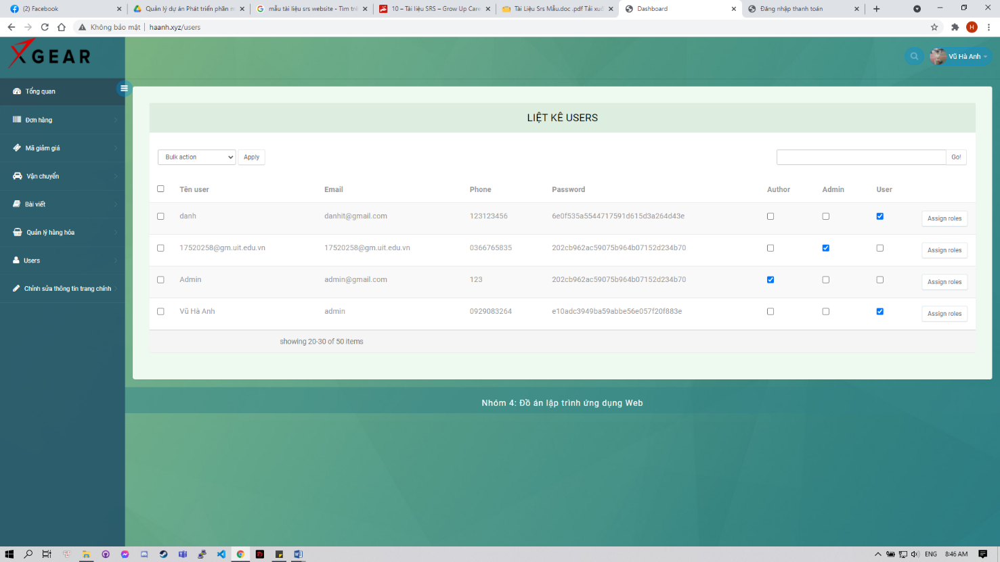 (2) Facebook
Quản lý dự án Phát triển phần m
mẫu tài liệu srs website - Tìm trê
10 – Tài liệu SRS – Grow Up Care
Tài Liệu Srs Mẫu.doc .pdf Tải xuố
Dashboard
Đăng nhập thanh toán
Không bảo mật
haanh.xyz/users
XGEAR
Vũ Hà Anh
Tổng quan
Đơn hàng
Mã giảm giá
Vận chuyển
Bài viết
Quản lý hàng hóa
Users
Chỉnh sửa thông tin trang chính
LIỆT KÊ USERS
Bulk action
Apply
Go!
Tên user Email Phone Password Author Admin User
danh danhit@gmail.com 123123456 6e0f535a5544717591d615d3a264d43e Assign roles
17520258@gm.uit.edu.vn 17520258@gm.uit.edu.vn 0366765835 202cb962ac59075b964b07152d234b70 Assign roles
Admin admin@gmail.com 123 202cb962ac59075b964b07152d234b70 Assign roles
Vũ Hà Anh admin 0929083264 e10adc3949ba59abbe56e057f20f883e Assign roles
showing 20-30 of 50 items
Nhóm 4: Đồ án lập trình ứng dụng Web
ENG
8:46 AM